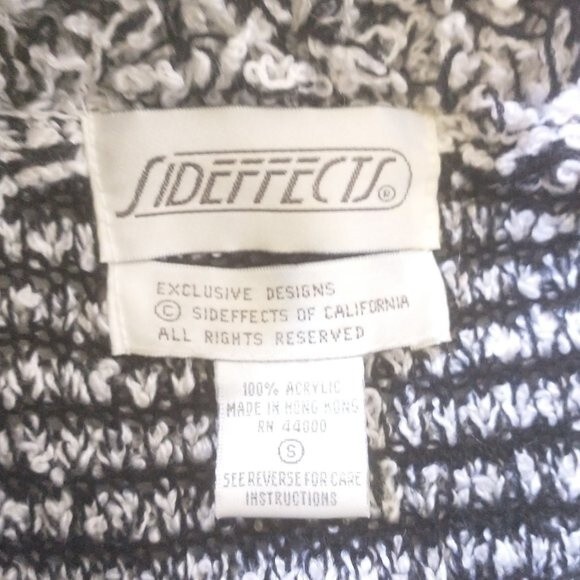 SIDEFFECTS®
EXCLUSIVE DESIGNS
© SIDEFFECTS OF CALIFORNIA
ALL RIGHTS RESERVED
100% ACRYLIC
MADE IN HONG KONG
RN 44800
S
SEE REVERSE FOR CARE
INSTRUCTIONS